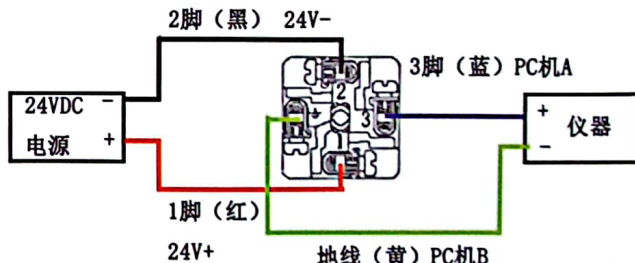 2脚（黑） 24V-
3脚（蓝）PC机A
24VDC -
电源 +
2
3
1
+
仪器
-
1脚（红）
24V+
地线（黄）PC机B